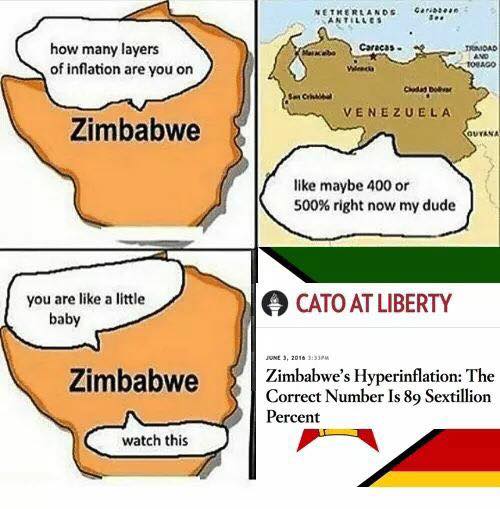 how many layers
of inflation are you on
Zimbabwe
NETHERLANDS
ANTILLES
Caribbean
Sea
Maracaibo
Caracas
Valencia
TRINIDAD
AND
TOBAGO
San Cristóbal
Ciudad Bolívar
VENEZUELA
GUYANA
like maybe 400 or
500% right now my dude
you are like a little
baby
Zimbabwe
watch this
CATO AT LIBERTY
JUNE 3, 2016 3:33PM
Zimbabwe's Hyperinflation: The
Correct Number Is 89 Sextillion
Percent